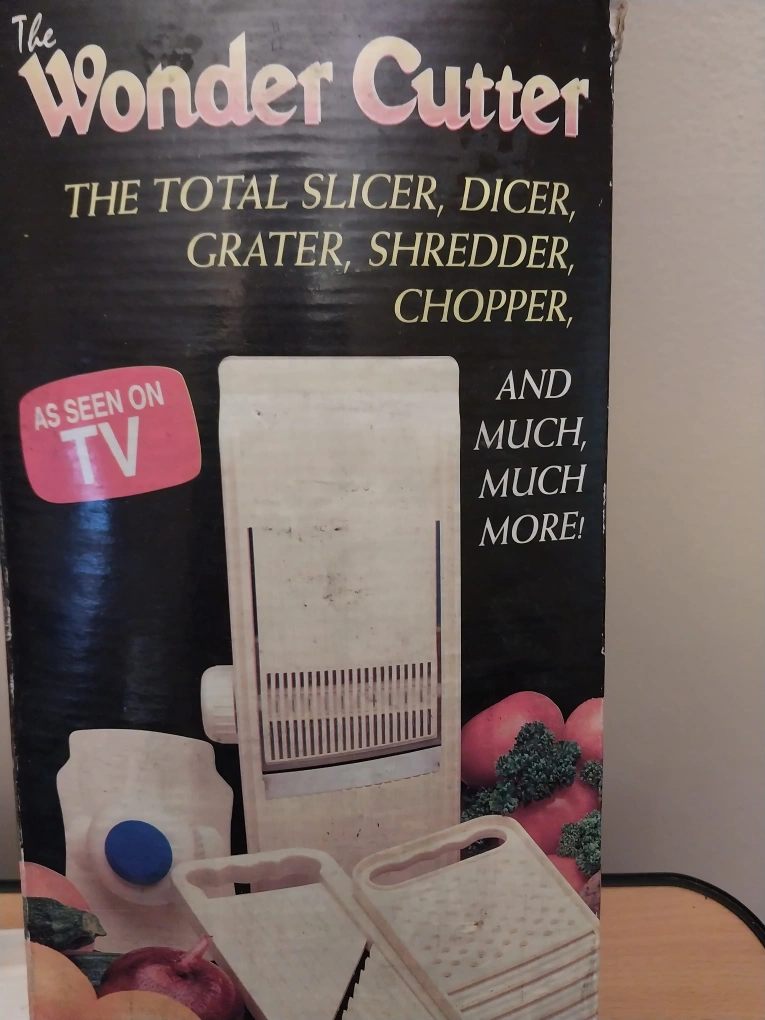 The
Wonder Cutter
THE TOTAL SLICER, DICER,
GRATER, SHREDDER,
CHOPPER,
AND
MUCH,
MUCH
MORE!
AS SEEN ON
TV